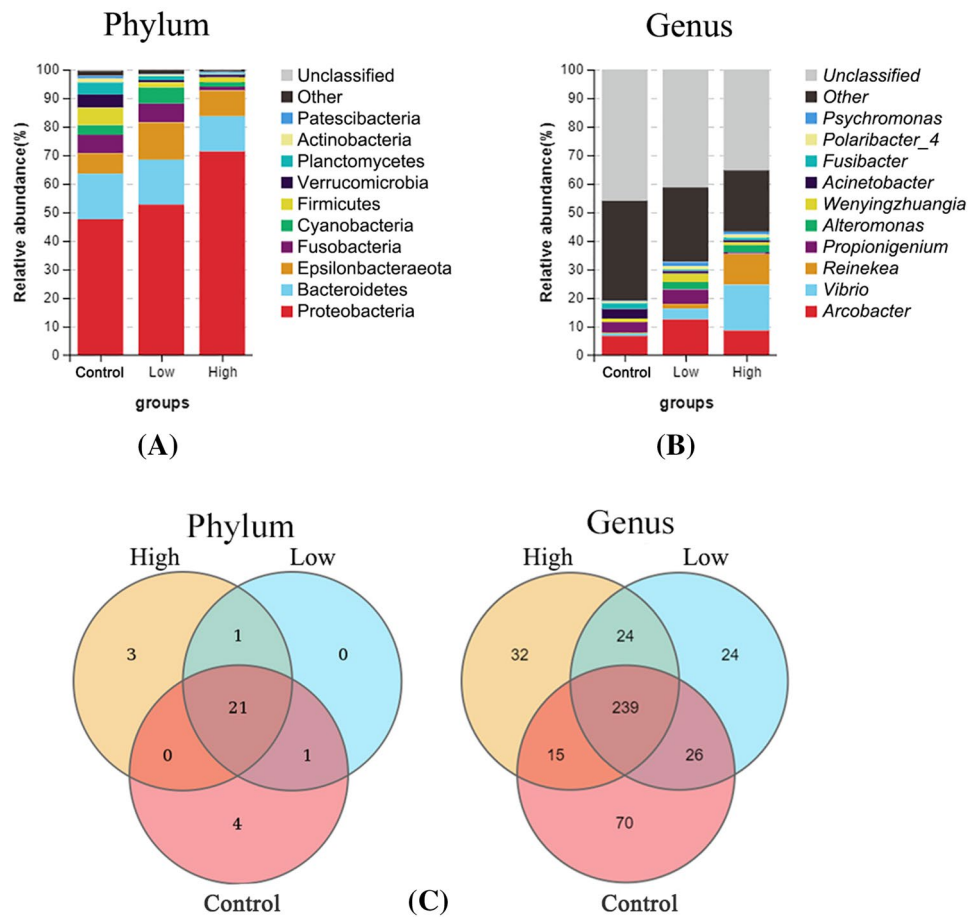 Phylum
Relative abundance(%)
100
90
80
70
60
50
40
30
20
10
0
Control
Low
High
groups
Unclassified
Other
Patescibacteria
Actinobacteria
Planctomycetes
Verrucomicrobia
Firmicutes
Cyanobacteria
Fusobacteria
Epsilonbacteraeota
Bacteroidetes
Proteobacteria
(A)
Genus
Relative abundance(%)
100
90
80
70
60
50
40
30
20
10
0
Control
Low
High
groups
Unclassified
Other
Psychromonas
Polaribacter_4
Fusibacter
Acinetobacter
Wenyingzhuangia
Alteromonas
Propionigenium
Reinekea
Vibrio
Arcobacter
(B)
Phylum
High
Low
3
1
0
21
0
1
4
Control
Genus
High
Low
32
24
24
239
15
26
70
Control
(C)